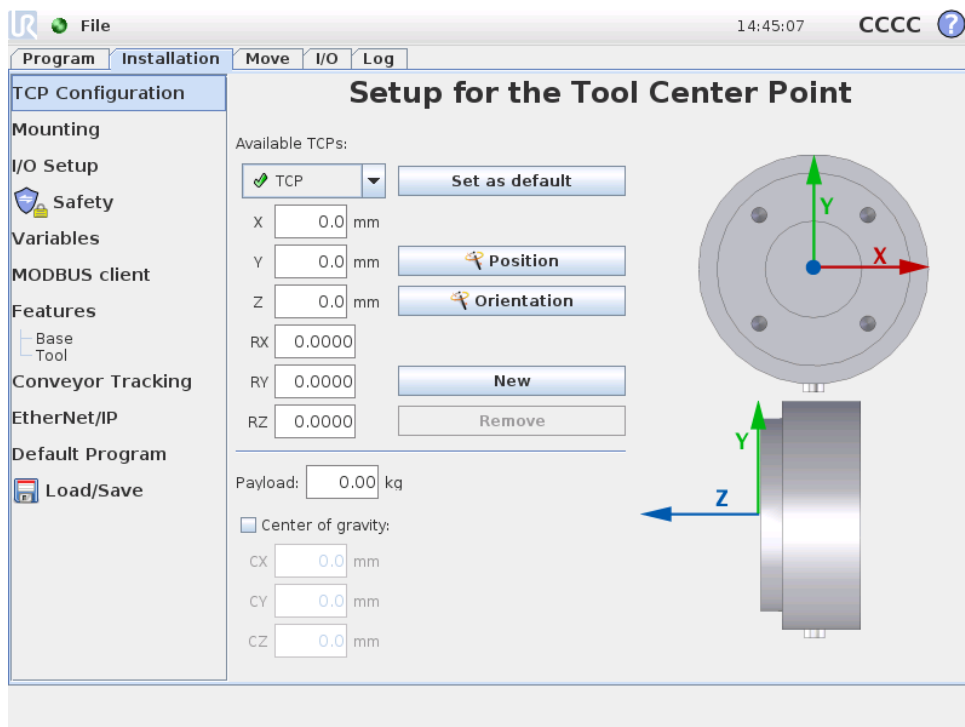 UR File 14:45:07 CCCC ?
Program Installation Move I/O Log
TCP Configuration
Mounting
I/O Setup
Safety
Variables
MODBUS client
Features
Base
Tool
Conveyor Tracking
EtherNet/IP
Default Program
Load/Save
Setup for the Tool Center Point
Available TCPs:
TCP Set as default
X 0.0 mm
Y 0.0 mm Position
Z 0.0 mm Orientation
RX 0.0000
RY 0.0000 New
RZ 0.0000 Remove
Payload: 0.00 kg
Center of gravity:
CX 0.0 mm
CY 0.0 mm
CZ 0.0 mm
Y
X
Y
Z